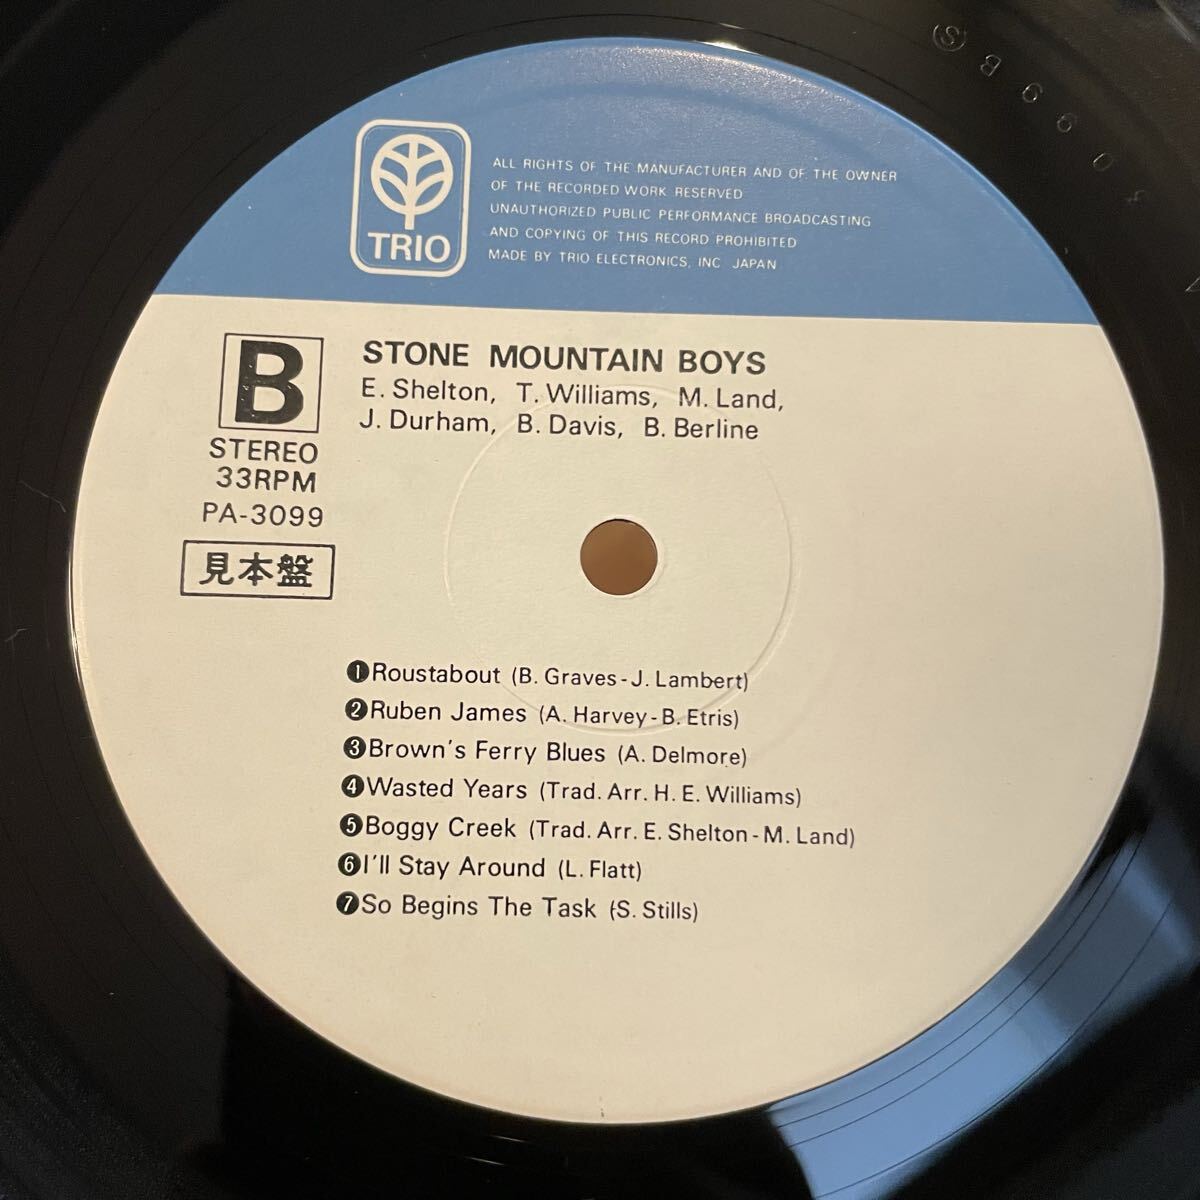 TRIO
ALL RIGHTS OF THE MANUFACTURER AND OF THE OWNER
OF THE RECORDED WORK RESERVED
UNAUTHORIZED PUBLIC PERFORMANCE BROADCASTING
AND COPYING OF THIS RECORD PROHIBITED
MADE BY TRIO ELECTRONICS, INC JAPAN
B
STEREO
33RPM
PA-3099
見本盤
STONE MOUNTAIN BOYS
E. Shelton, T. Williams, M. Land,
J. Durham, B. Davis, B. Berline
❶Roustabout (B. Graves-J. Lambert)
❷Ruben James (A. Harvey-B. Etris)
❸Brown's Ferry Blues (A. Delmore)
❹Wasted Years (Trad. Arr. H. E. Williams)
❺Boggy Creek (Trad. Arr. E. Shelton-M. Land)
❻I'll Stay Around (L. Flatt)
❼So Begins The Task (S. Stills)